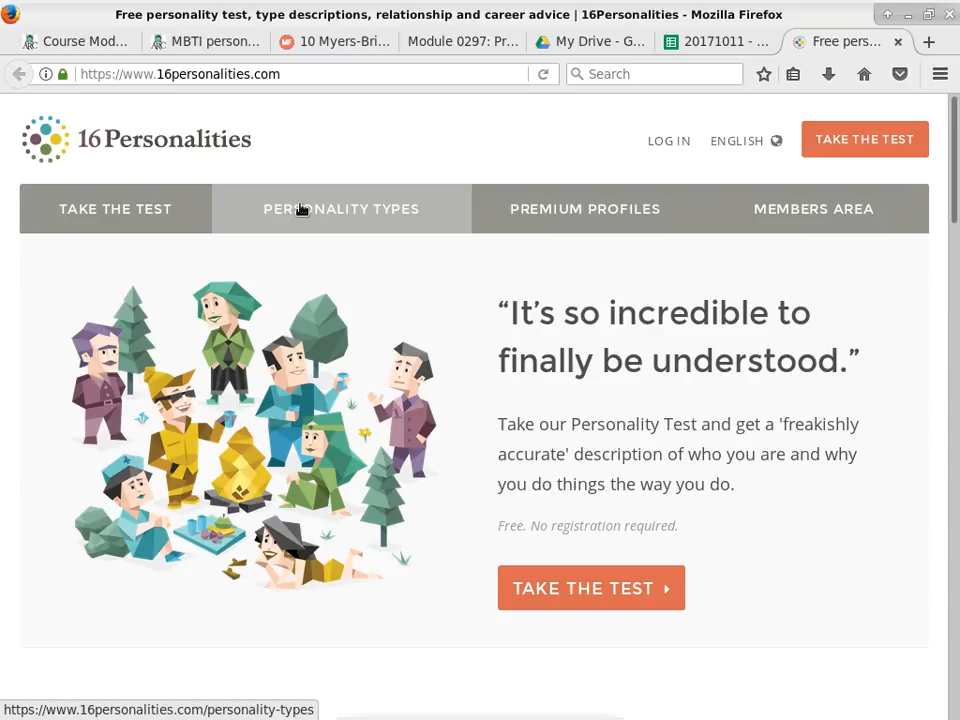 Free personality test, type descriptions, relationship and career advice | 16Personalities - Mozilla Firefox
Course Mod... MBTI person... 10 Myers-Bri... Module 0297: Pr... My Drive - G... 20171011 - ... Free pers...
https://www.16personalities.com Search
16Personalities LOG IN ENGLISH TAKE THE TEST
TAKE THE TEST PERSONALITY TYPES PREMIUM PROFILES MEMBERS AREA
“It’s so incredible to
finally be understood.”
Take our Personality Test and get a 'freakishly
accurate' description of who you are and why
you do things the way you do.
Free. No registration required.
TAKE THE TEST
https://www.16personalities.com/personality-types